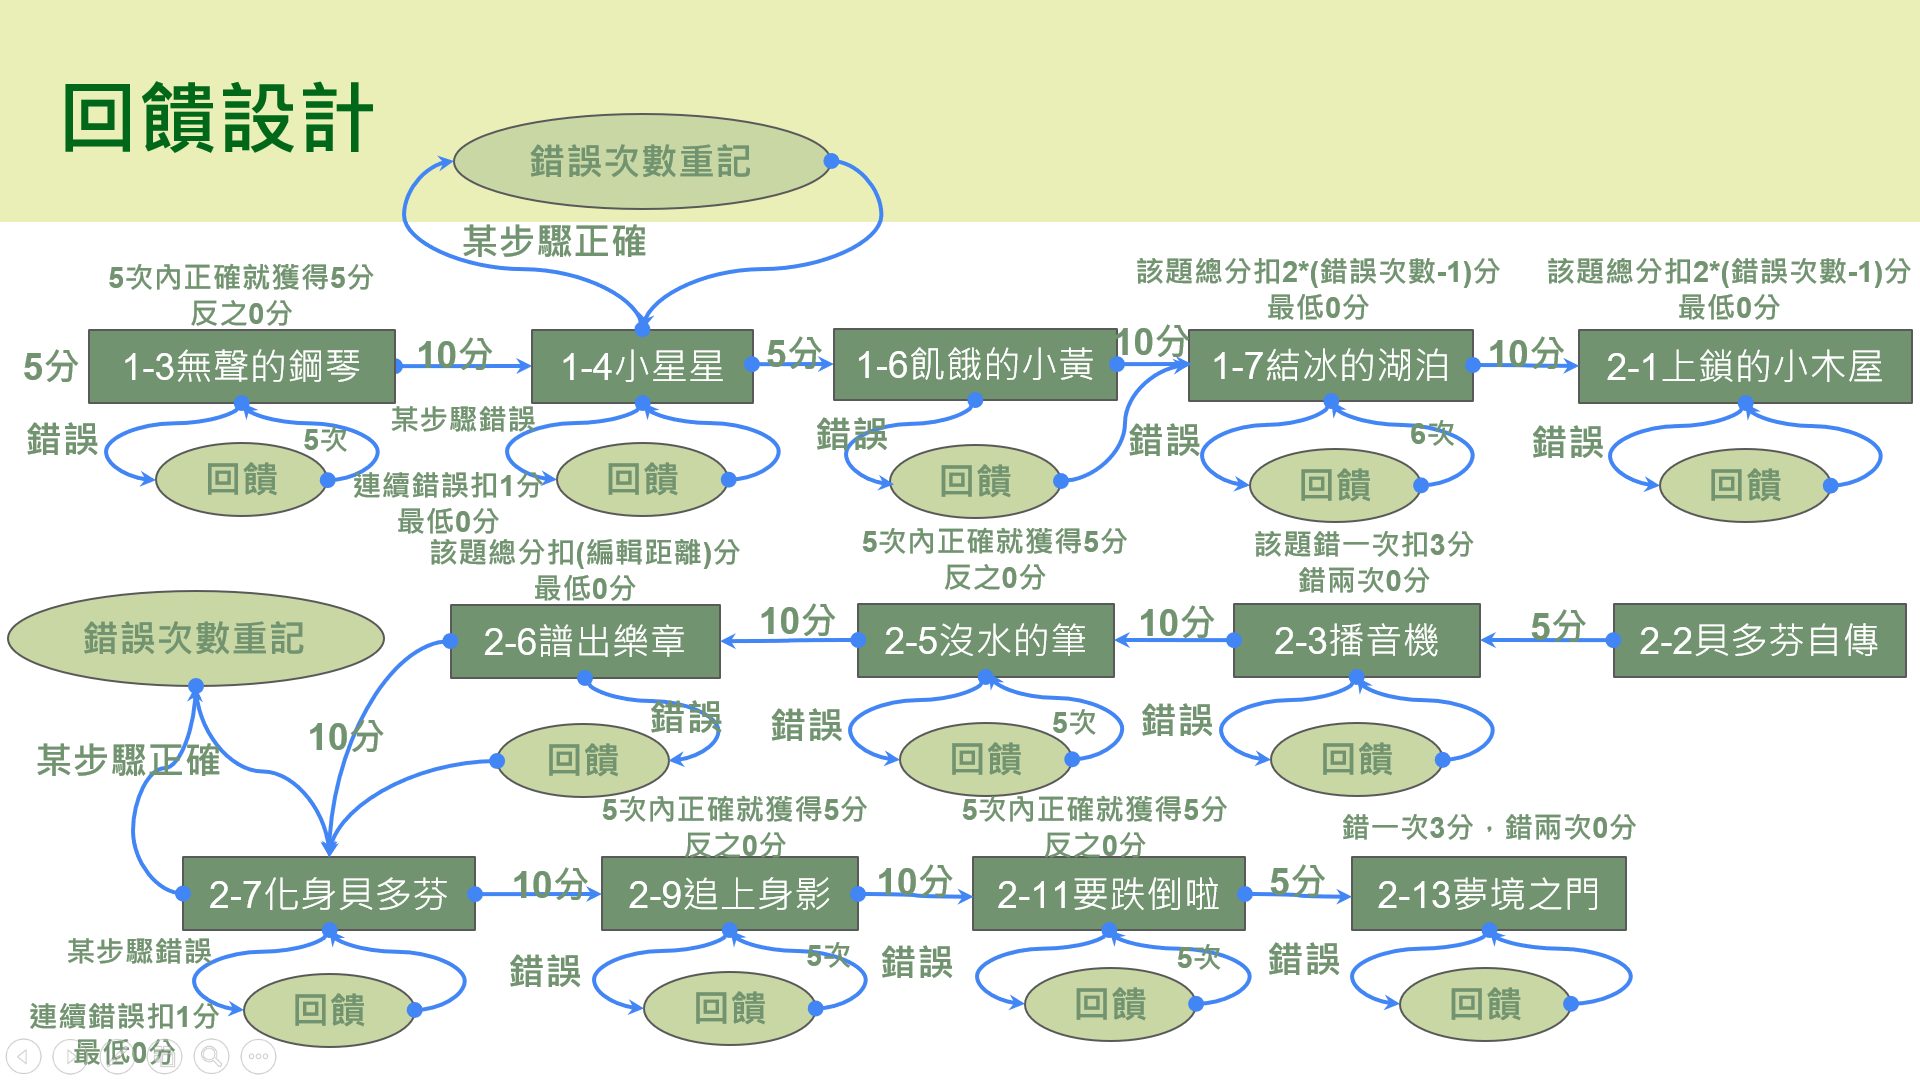 回饋設計
錯誤次數重記
某步驟正確
5次內正確就獲得5分
反之0分
該題總分扣2*(錯誤次數-1)分
最低0分
該題總分扣2*(錯誤次數-1)分
最低0分
5分
1-3無聲的鋼琴
10分
1-4小星星
5分
1-6飢餓的小黃
10分
1-7結冰的湖泊
10分
2-1上鎖的小木屋
錯誤
5次
回饋
某步驟錯誤
連續錯誤扣1分
最低0分
回饋
錯誤
回饋
錯誤
6次
回饋
錯誤
回饋
該題總分扣(編輯距離)分
最低0分
5次內正確就獲得5分
反之0分
該題錯一次扣3分
錯兩次0分
錯誤次數重記
2-6譜出樂章
10分
2-5沒水的筆
10分
2-3播音機
5分
2-2貝多芬自傳
某步驟正確
10分
錯誤
回饋
錯誤
5次
回饋
錯誤
回饋
5次內正確就獲得5分
反之0分
5次內正確就獲得5分
反之0分
錯一次3分，錯兩次0分
2-7化身貝多芬
10分
2-9追上身影
10分
2-11要跌倒啦
5分
2-13夢境之門
某步驟錯誤
連續錯誤扣1分
最低0分
回饋
錯誤
5次
回饋
錯誤
5次
回饋
錯誤
回饋